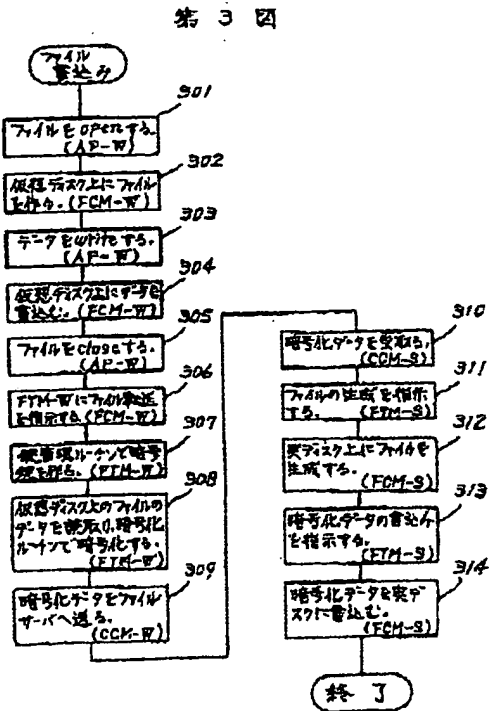 第 3 図
ファイル
書込み
301
ファイルをopenする。
(AP-W)
302
仮想ディスク上にファイル
を作る。(FCM-W)
303
データをwriteする。
(AP-W)
304
仮想ディスク上にデータを
書込む。(FCM-W)
305
ファイルをcloseする。
(AP-W)
306
FTM-Wにファイル転送
を指示する。(FCM-W)
307
鍵管理ルーチンで暗号
鍵を作る。(FTM-W)
308
仮想ディスク上のファイルの
データを読取り、暗号化
ルーチンで暗号化する。
(FTM-W)
309
暗号化データをファイル
サーバへ送る。
(CCM-W)
310
暗号化データを受取る。
(CCM-S)
311
ファイルの生成を指示
する。(FTM-S)
312
実ディスク上にファイルを
生成する。
(FCM-S)
313
暗号化データの書込み
を指示する。
(FTM-S)
314
暗号化データを実ディ
スクに書込む。
(FCM-S)
終 了